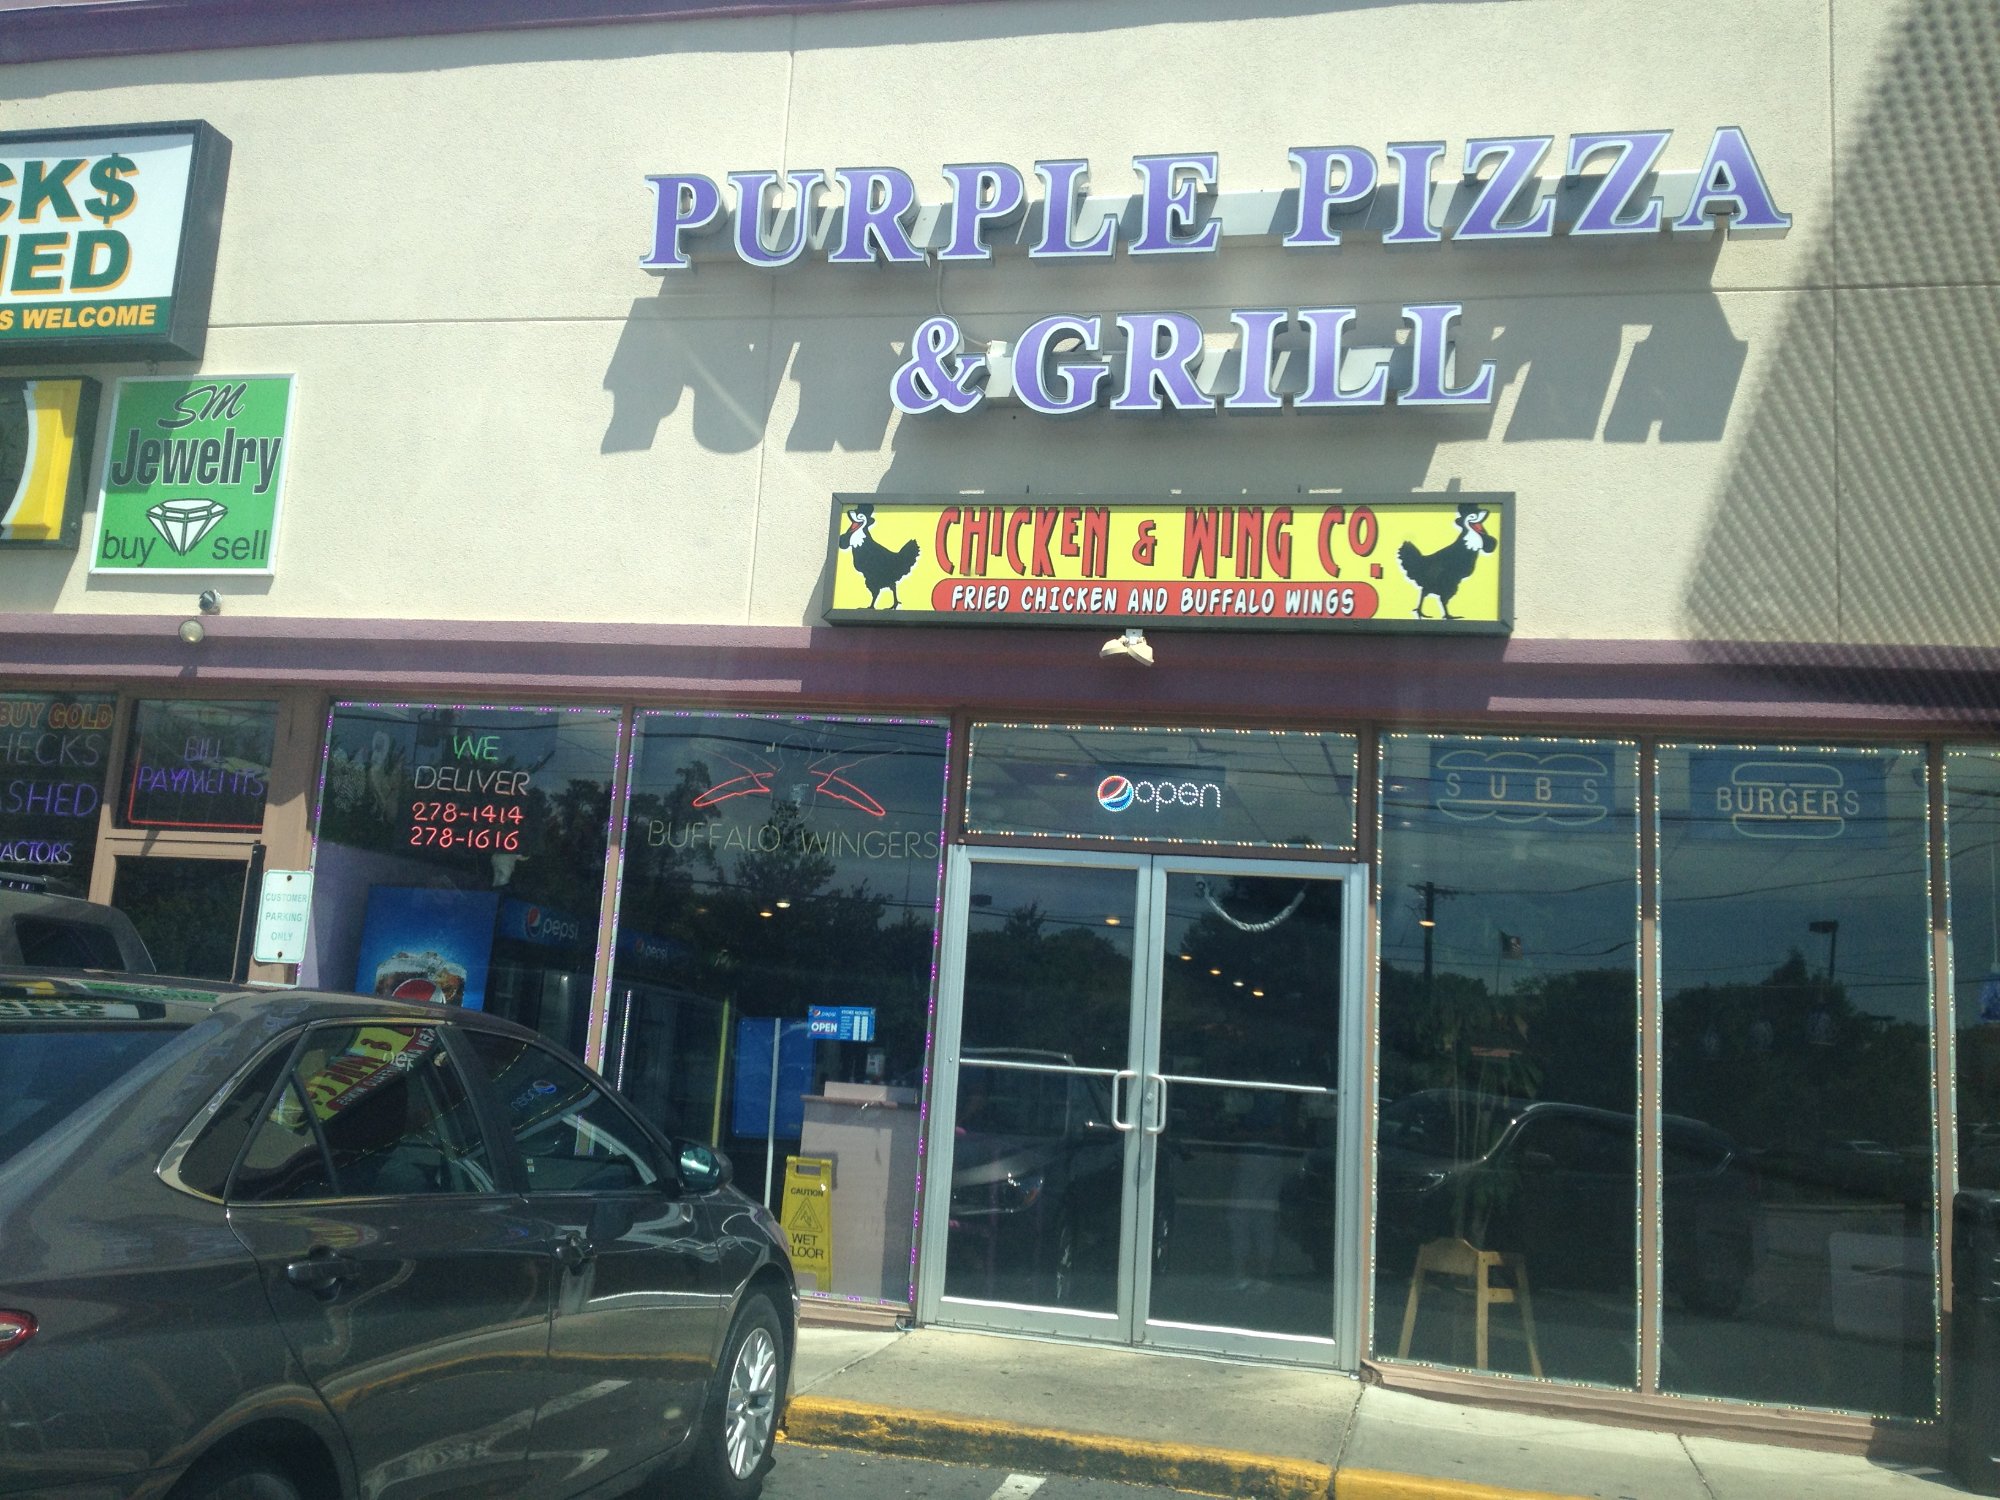 CK$
HED
S WELCOME
SM
Jewelry
buy sell
PURPLE PIZZA
& GRILL
CHICKEN & WING CO.
FRIED CHICKEN AND BUFFALO WINGS
BUY GOLD
HECKS
ASHED
ACTORS
BILL
PAYMENTS
WE
DELIVER
278-1414
278-1616
BUFFALO WINGERS
open
SUBS
BURGERS
CUSTOMER
PARKING
ONLY
pepsi
pepsi
OPEN
CAUTION
WET
FLOOR